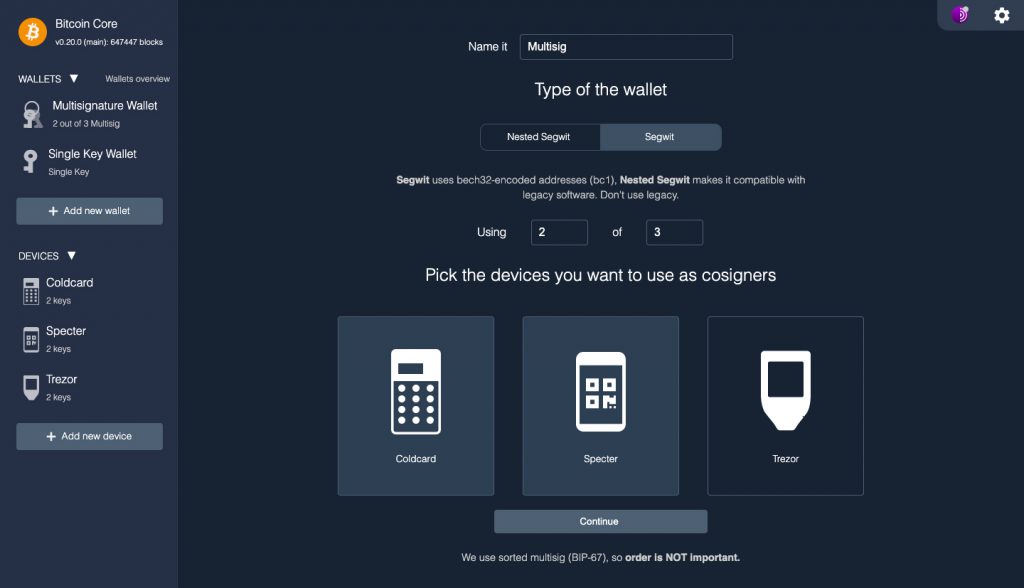 Bitcoin Core
v0.20.0 (main): 647447 blocks
WALLETS ▼ Wallets overview
Multisignature Wallet
2 out of 3 Multisig
Single Key Wallet
Single Key
+ Add new wallet
DEVICES ▼
Coldcard
2 keys
Specter
2 keys
Trezor
2 keys
+ Add new device
Name it Multisig
Type of the wallet
Nested Segwit Segwit
Segwit uses bech32-encoded addresses (bc1), Nested Segwit makes it compatible with
legacy software. Don't use legacy.
Using 2 of 3
Pick the devices you want to use as cosigners
Coldcard Specter Trezor
Continue
We use sorted multisig (BIP-67), so order is NOT important.